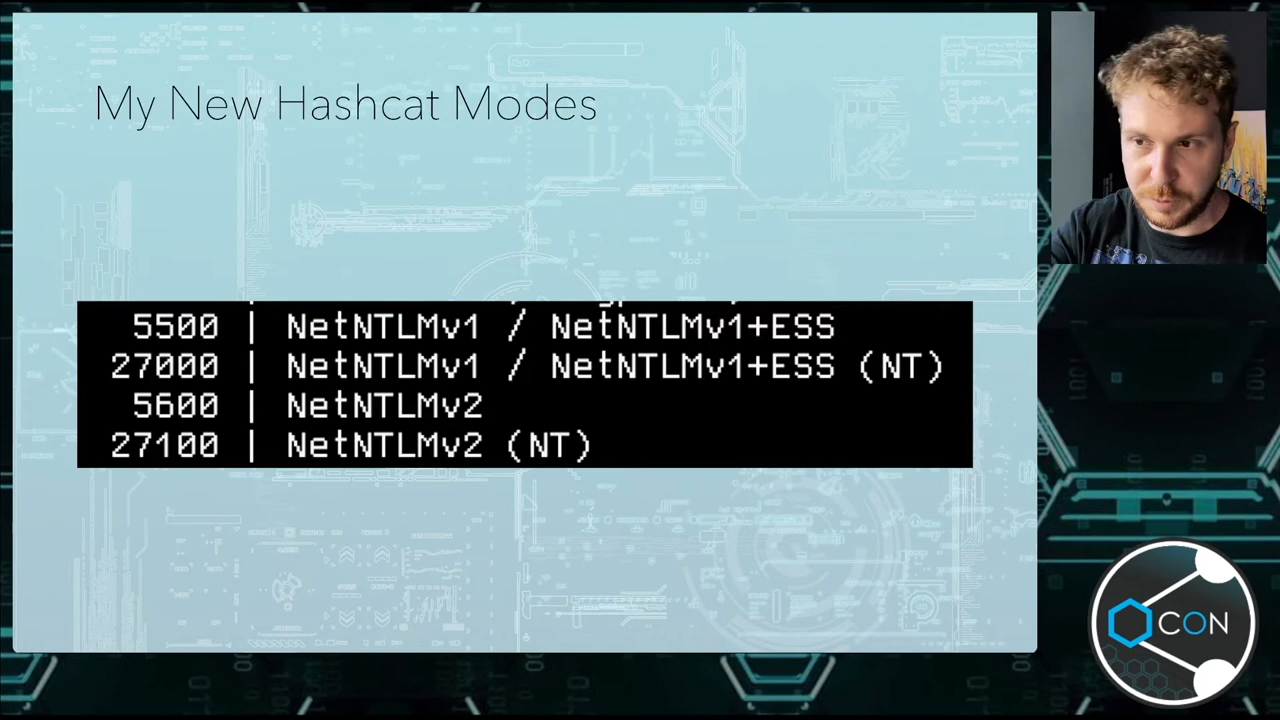 My New Hashcat Modes
5500 | NetNTLMv1 / NetNTLMv1+ESS
27000 | NetNTLMv1 / NetNTLMv1+ESS (NT)
5600 | NetNTLMv2
27100 | NetNTLMv2 (NT)
CON